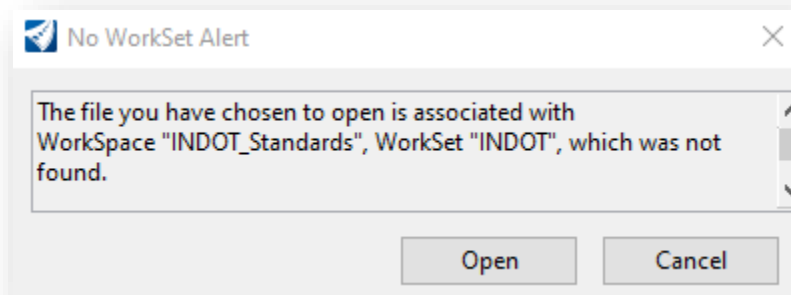 No WorkSet Alert
The file you have chosen to open is associated with
WorkSpace "INDOT_Standards", WorkSet "INDOT", which was not
found.
Open
Cancel